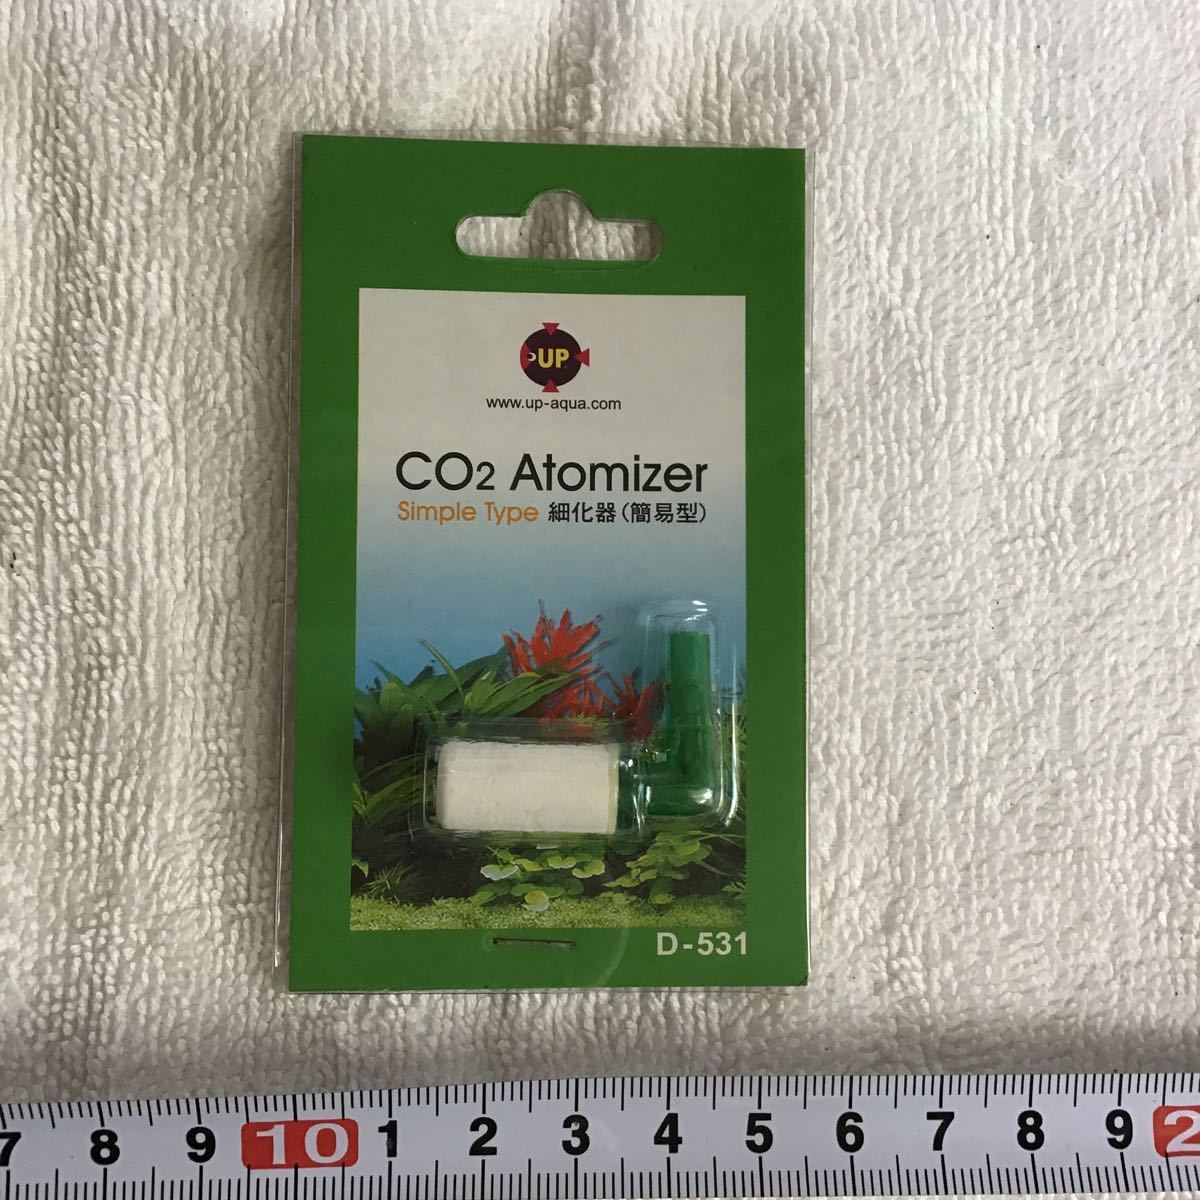 UP
www.up-aqua.com
CO2 Atomizer
Simple Type 細化器(簡易型)
D-531
7 8 9 10 1 2 3 4 5 6 7 8 9 2